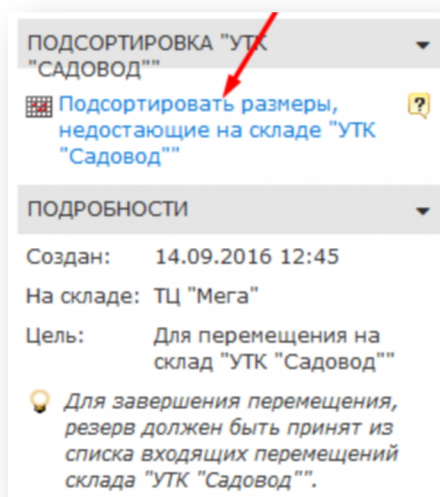 ПОДСОРТИРОВКА "УТК
"САДОВОД""
Подсортировать размеры,
недостающие на складе "УТК
"Садовод""
ПОДРОБНОСТИ
Создан: 14.09.2016 12:45
На складе: ТЦ "Мега"
Цель: Для перемещения на
склад "УТК "Садовод""
Для завершения перемещения,
резерв должен быть принят из
списка входящих перемещений
склада "УТК "Садовод"".